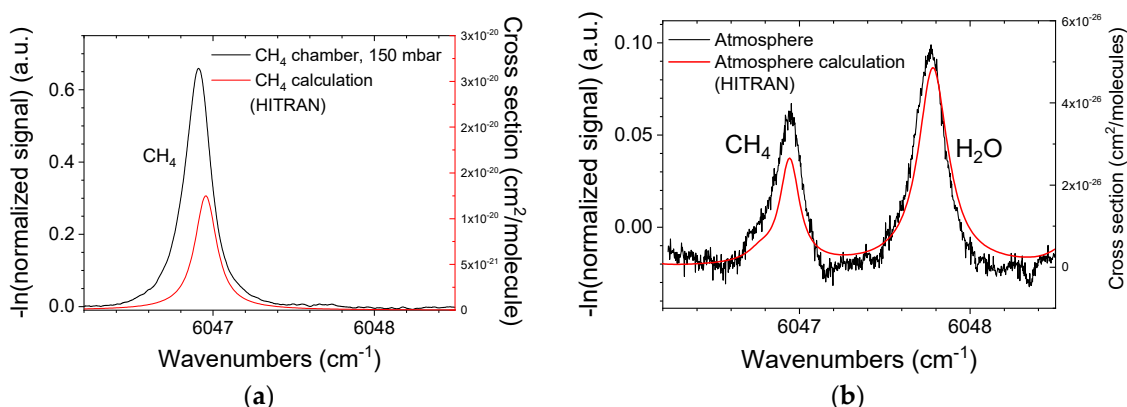 -ln(normalized signal) (a.u.)
0.6
0.4
0.2
0.0
CH₄ chamber, 150 mbar
CH₄ calculation
(HITRAN)
CH₄
3x10⁻²⁰
3x10⁻²⁰
2x10⁻²⁰
2x10⁻²⁰
1x10⁻²⁰
5x10⁻²¹
0
Cross section (cm²/molecule)
6047
6048
Wavenumbers (cm⁻¹)
(a)
-ln(normalized signal) (a.u.)
0.10
0.05
0.00
Atmosphere
Atmosphere calculation
(HITRAN)
CH₄
H₂O
6x10⁻²⁶
4x10⁻²⁶
2x10⁻²⁶
0
Cross section (cm²/molecules)
6047
6048
Wavenumbers (cm⁻¹)
(b)